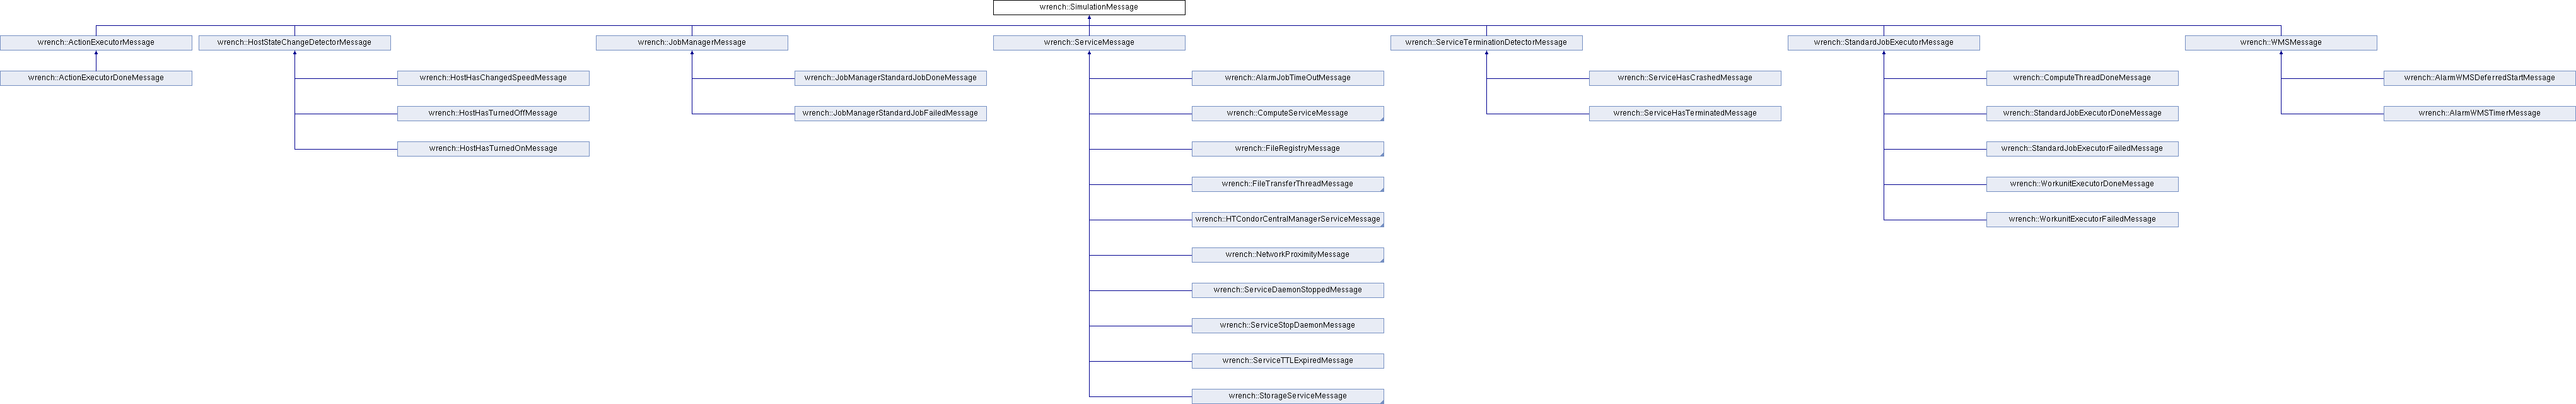 wrench::SimulationMessage
wrench::ActionExecutorMessage
wrench::HostStateChangeDetectorMessage
wrench::JobManagerMessage
wrench::ServiceMessage
wrench::ServiceTerminationDetectorMessage
wrench::StandardJobExecutorMessage
wrench::WMSMessage
wrench::ActionExecutorDoneMessage
wrench::HostHasChangedSpeedMessage
wrench::JobManagerStandardJobDoneMessage
wrench::AlarmJobTimeOutMessage
wrench::ServiceHasCrashedMessage
wrench::ComputeThreadDoneMessage
wrench::AlarmWMSDeferredStartMessage
wrench::HostHasTurnedOffMessage
wrench::JobManagerStandardJobFailedMessage
wrench::ComputeServiceMessage
wrench::ServiceHasTerminatedMessage
wrench::StandardJobExecutorDoneMessage
wrench::AlarmWMSTimerMessage
wrench::HostHasTurnedOnMessage
wrench::FileRegistryMessage
wrench::StandardJobExecutorFailedMessage
wrench::FileTransferThreadMessage
wrench::WorkunitExecutorDoneMessage
wrench::HTCondorCentralManagerServiceMessage
wrench::WorkunitExecutorFailedMessage
wrench::NetworkProximityMessage
wrench::ServiceDaemonStoppedMessage
wrench::ServiceStopDaemonMessage
wrench::ServiceTTLExpiredMessage
wrench::StorageServiceMessage